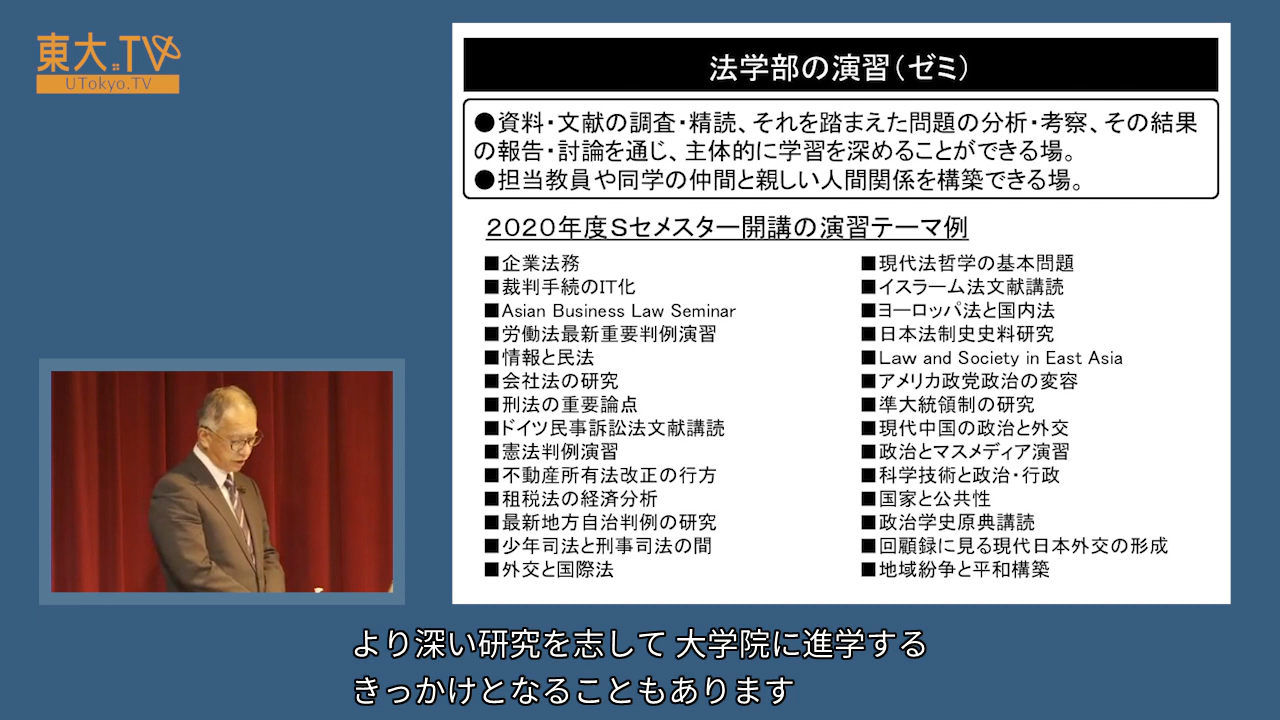 東大TV
UTokyo.TV
法学部の演習（ゼミ）
●資料・文献の調査・精読、それを踏まえた問題の分析・考察、その結果
の報告・討論を通じ、主体的に学習を深めることができる場。
●担当教員や同学の仲間と親しい人間関係を構築できる場。
２０２０年度Ｓセメスター開講の演習テーマ例
■企業法務
■裁判手続のIT化
■Asian Business Law Seminar
■労働法最新重要判例演習
■情報と民法
■会社法の研究
■刑法の重要論点
■ドイツ民事訴訟法文献講読
■憲法判例演習
■不動産所有法改正の行方
■租税法の経済分析
■最新地方自治判例の研究
■少年司法と刑事司法の間
■外交と国際法
■現代法哲学の基本問題
■イスラーム法文献講読
■ヨーロッパ法と国内法
■日本法制史史料研究
■Law and Society in East Asia
■アメリカ政党政治の変容
■準大統領制の研究
■現代中国の政治と外交
■政治とマスメディア演習
■科学技術と政治・行政
■国家と公共性
■政治学史原典講読
■回顧録に見る現代日本外交の形成
■地域紛争と平和構築
より深い研究を志して 大学院に進学する
きっかけとなることもあります